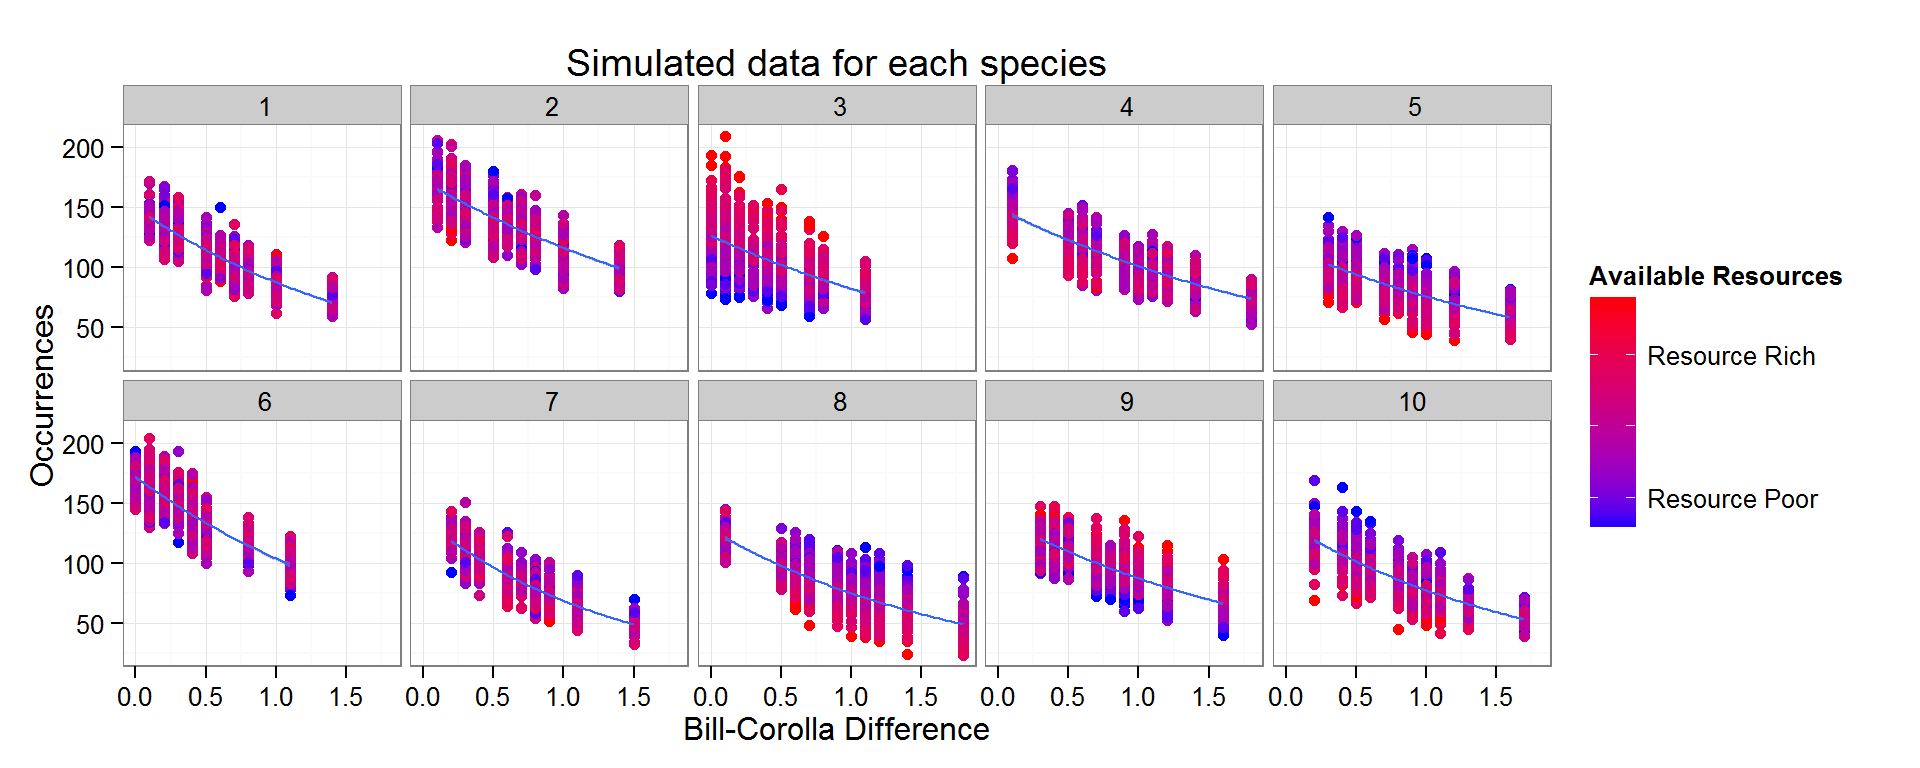 Simulated data for each species
1 2 3 4 5
200
150
100
50
6 7 8 9 10
200
150
100
50
0.0 0.5 1.0 1.5 0.0 0.5 1.0 1.5 0.0 0.5 1.0 1.5 0.0 0.5 1.0 1.5 0.0 0.5 1.0 1.5
Occurrences
Bill-Corolla Difference
Available Resources
Resource Rich
Resource Poor